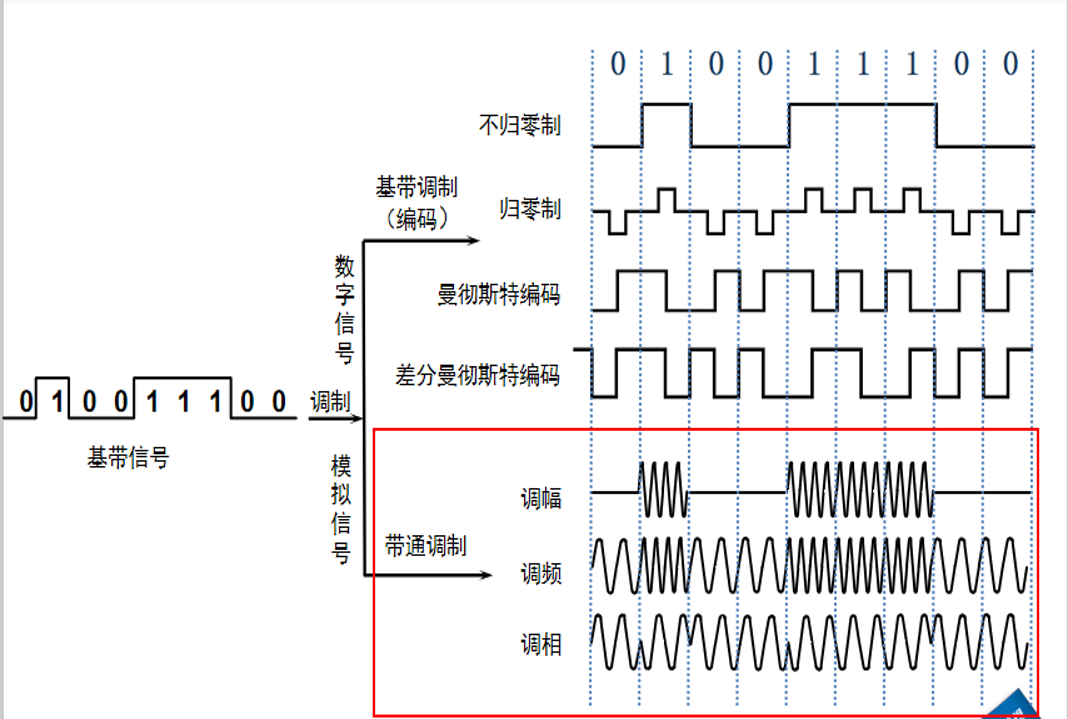 0 1 0 0 1 1 1 0 0
不归零制
基带调制
（编码）
归零制
数字信号
曼彻斯特编码
差分曼彻斯特编码
0 1 0 0 1 1 1 0 0
调制
基带信号
模拟信号
调幅
带通调制
调频
调相